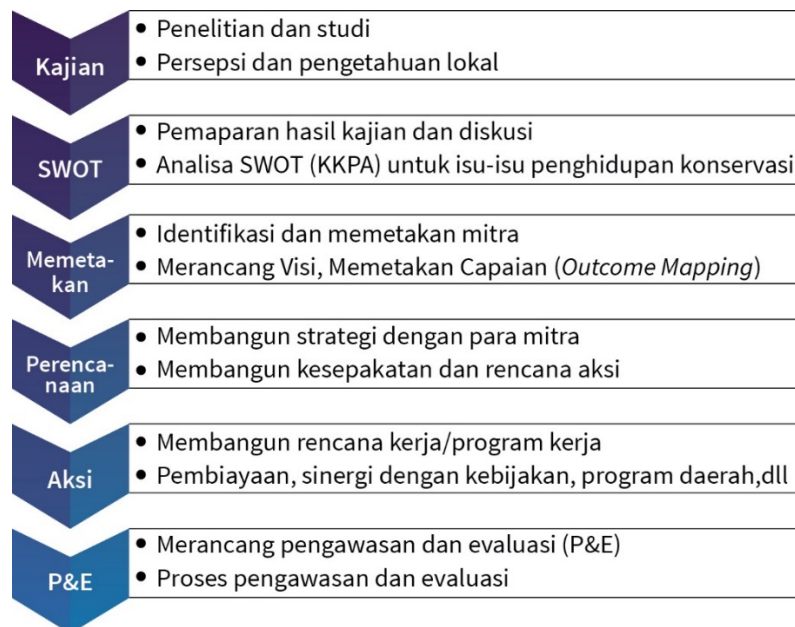 Kajian
• Penelitian dan studi
• Persepsi dan pengetahuan lokal
SWOT
• Pemaparan hasil kajian dan diskusi
• Analisa SWOT (KKPA) untuk isu-isu penghidupan konservasi
Memeta-
kan
• Identifikasi dan memetakan mitra
• Merancang Visi, Memetakan Capaian (Outcome Mapping)
Perenca-
naan
• Membangun strategi dengan para mitra
• Membangun kesepakatan dan rencana aksi
Aksi
• Membangun rencana kerja/program kerja
• Pembiayaan, sinergi dengan kebijakan, program daerah,dll
P&E
• Merancang pengawasan dan evaluasi (P&E)
• Proses pengawasan dan evaluasi